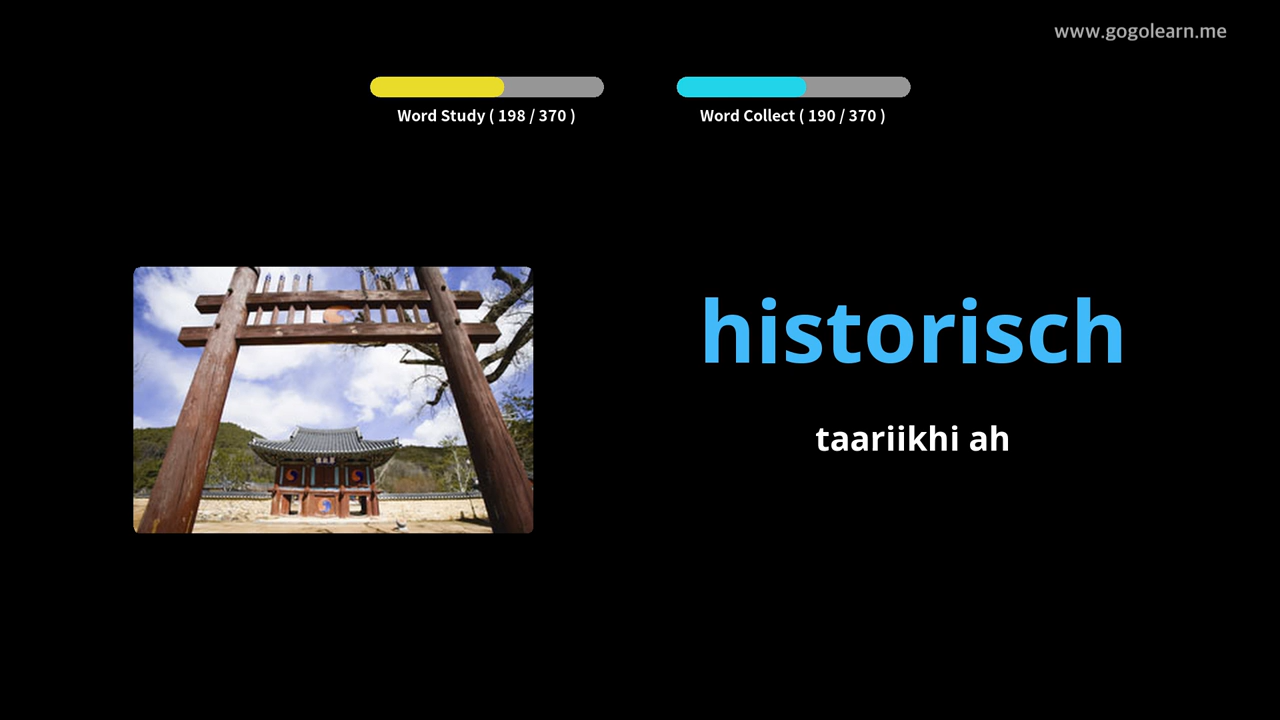 www.gogolearn.me
Word Study ( 198 / 370 )
Word Collect ( 190 / 370 )
historisch
taariikhi ah